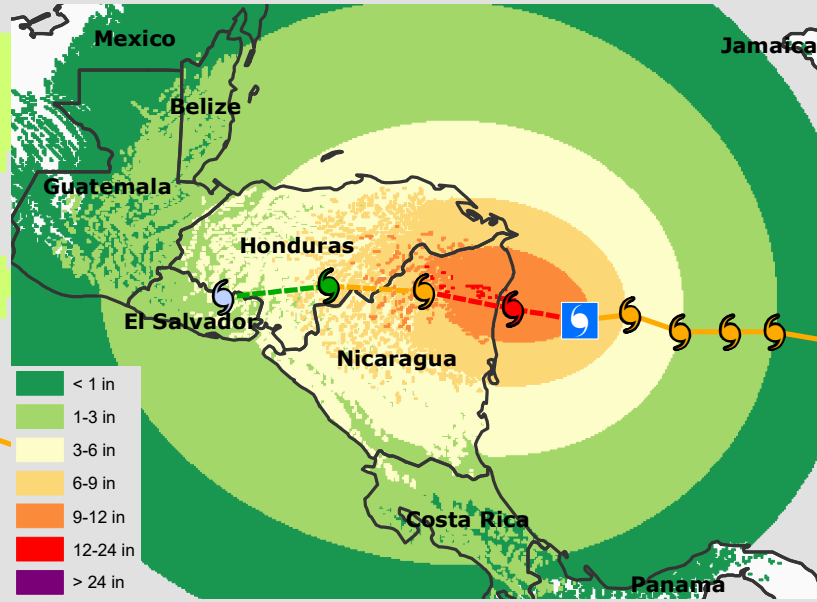 Mexico
Jamaica
Belize
Guatemala
Honduras
El Salvador
Nicaragua
Costa Rica
Panama
< 1 in
1-3 in
3-6 in
6-9 in
9-12 in
12-24 in
> 24 in